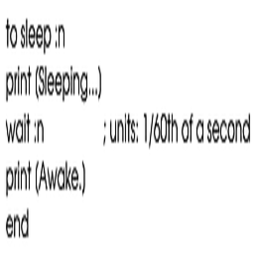 to sleep :n
print (Sleeping...)
wait :n ; units: 1/60th of a second
print (Awake.)
end